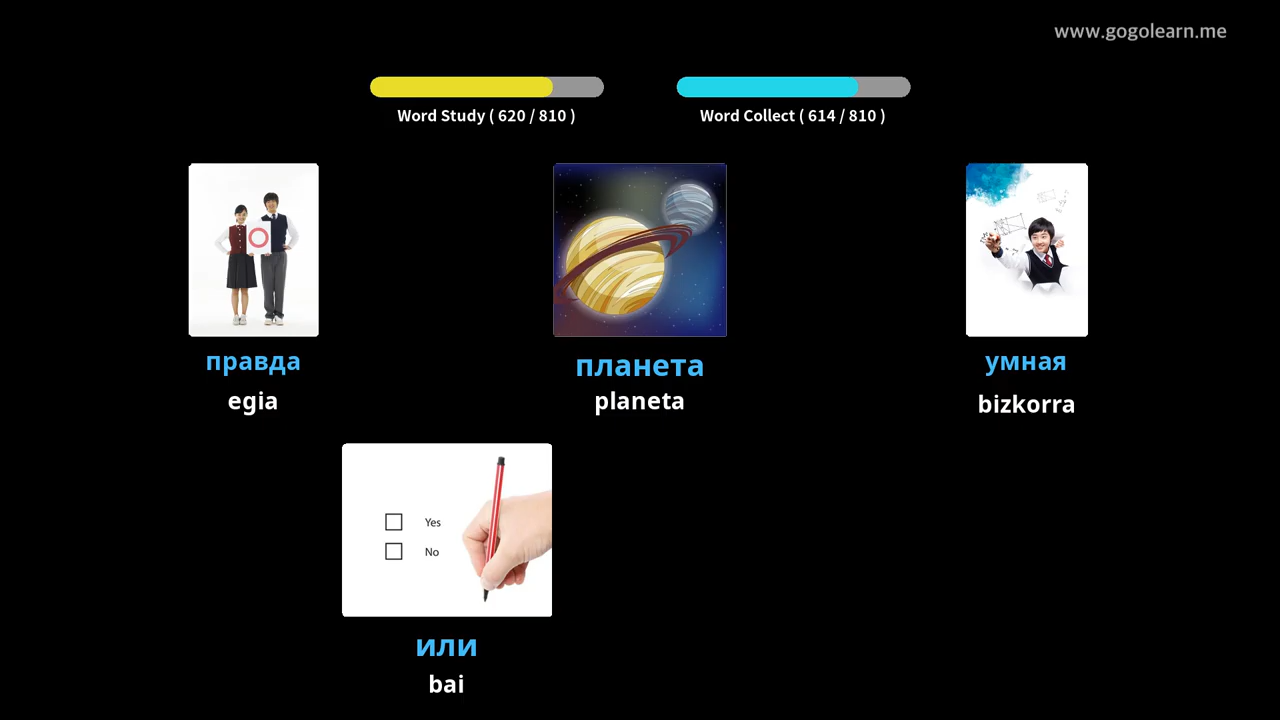 www.gogolearn.me
Word Study ( 620 / 810 )
Word Collect ( 614 / 810 )
правда
egia
планета
planeta
умная
bizkorra
Yes
No
или
bai